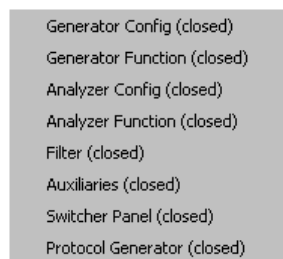 Generator Config (closed)
Generator Function (closed)
Analyzer Config (closed)
Analyzer Function (closed)
Filter (closed)
Auxiliaries (closed)
Switcher Panel (closed)
Protocol Generator (closed)